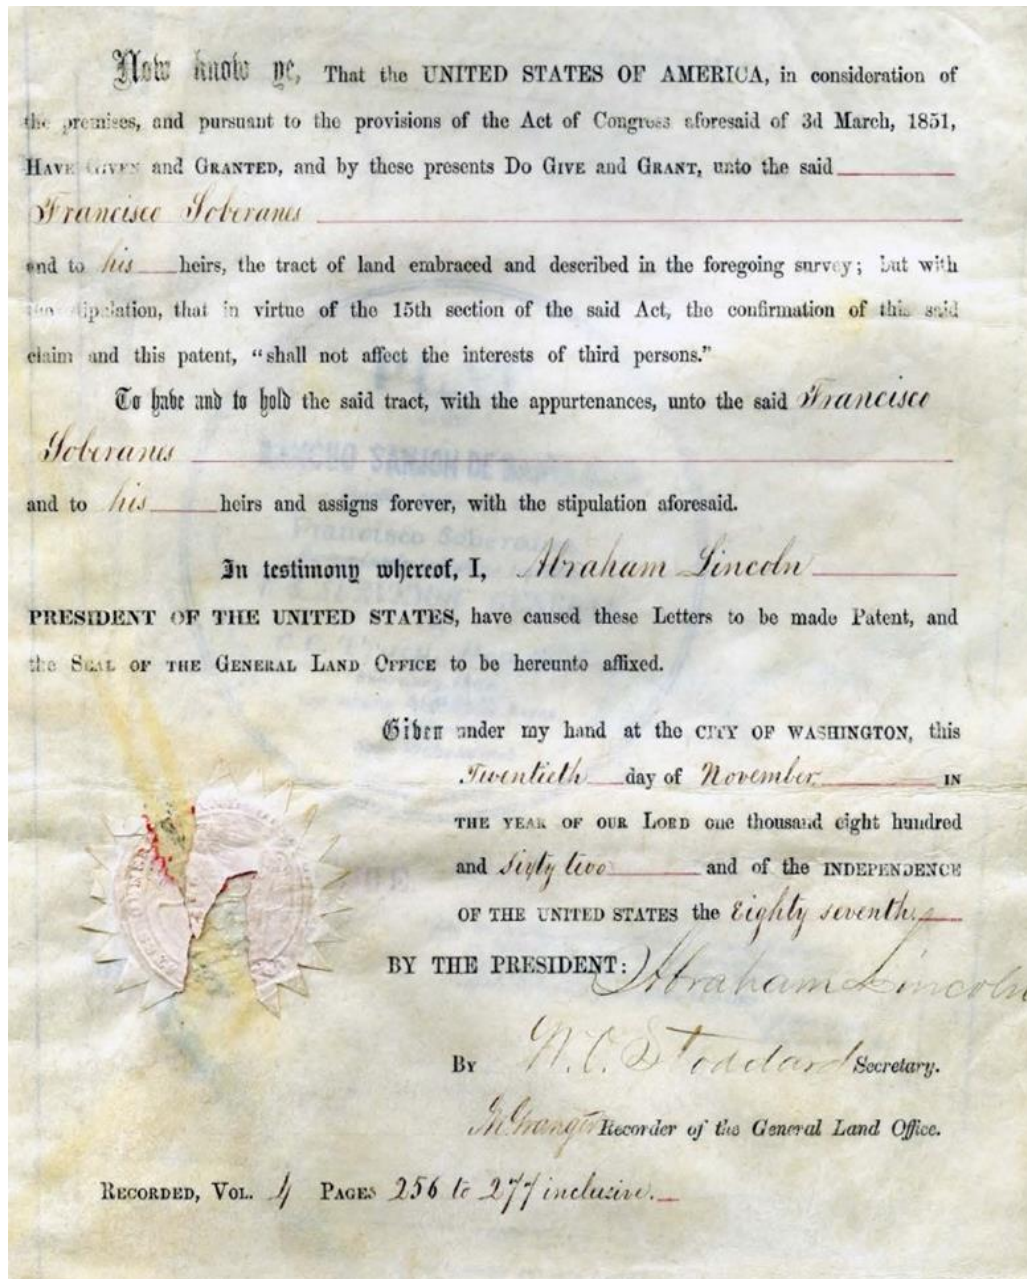 Now know ye, That the UNITED STATES OF AMERICA, in consideration of
the premises, and pursuant to the provisions of the Act of Congress aforesaid of 3d March, 1851,
HAVE GIVEN and GRANTED, and by these presents DO GIVE and GRANT, unto the said
Francisco Soberanes
and to his heirs, the tract of land embraced and described in the foregoing survey; but with
the stipulation, that in virtue of the 15th section of the said Act, the confirmation of this said
claim and this patent, "shall not affect the interests of third persons."
To have and to hold the said tract, with the appurtenances, unto the said Francisco
Soberanes
RANCHO SANJON DE
and to his heirs and assigns forever, with the stipulation aforesaid.
Francisco Soberanes
In testimony whereof, I, Abraham Lincoln
PRESIDENT OF THE UNITED STATES, have caused these Letters to be made Patent, and
the SEAL OF THE GENERAL LAND OFFICE to be hereunto affixed.
Given under my hand at the CITY OF WASHINGTON, this
Twentieth day of November IN
THE YEAR OF OUR LORD one thousand eight hundred
and Sixty two and of the INDEPENDENCE
OF THE UNITED STATES the Eighty seventh.
BY THE PRESIDENT: Abraham Lincoln
BY W. O. Stoddard Secretary.
Granger Recorder of the General Land Office.
RECORDED, VOL. 4 PAGES 256 to 277 inclusive.